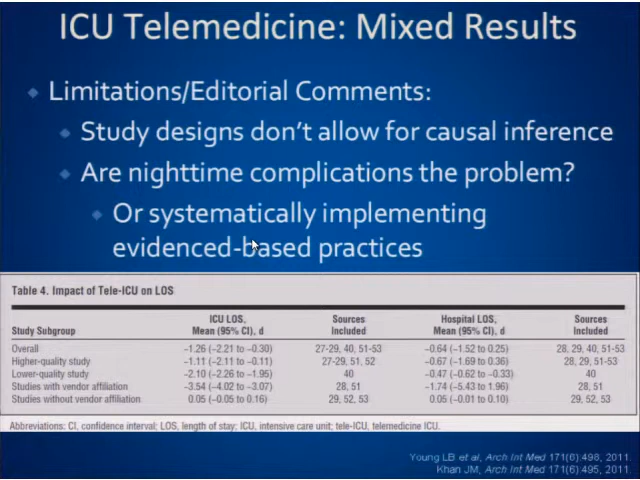 ICU Telemedicine: Mixed Results
Limitations/Editorial Comments:
Study designs don't allow for causal inference
Are nighttime complications the problem?
Or systematically implementing
evidenced-based practices
Table 4. Impact of Tele-ICU on LOS
ICU LOS, Sources Hospital LOS, Sources
Study Subgroup Mean (95% CI), d Included Mean (95% CI), d Included
Overall −1.26 (−2.21 to −0.30) 27-29, 40, 51-53 −0.64 (−1.52 to 0.25) 28, 29, 40, 51-53
Higher-quality study −1.11 (−2.11 to −0.11) 27-29, 51, 52 −0.67 (−1.69 to 0.36) 28, 29, 51-53
Lower-quality study −2.10 (−2.26 to −1.95) 40 −0.47 (−0.62 to −0.33) 40
Studies with vendor affiliation −3.54 (−4.02 to −3.07) 28, 51 −1.74 (−5.43 to 1.96) 28, 51
Studies without vendor affiliation 0.05 (−0.05 to 0.16) 29, 52, 53 0.05 (−0.01 to 0.10) 29, 52, 53
Abbreviations: CI, confidence interval; LOS, length of stay; ICU, intensive care unit; tele-ICU, telemedicine ICU.
Young LB et al, Arch Int Med 171(6):498, 2011.
Khan JM, Arch Int Med 171(6):495, 2011.